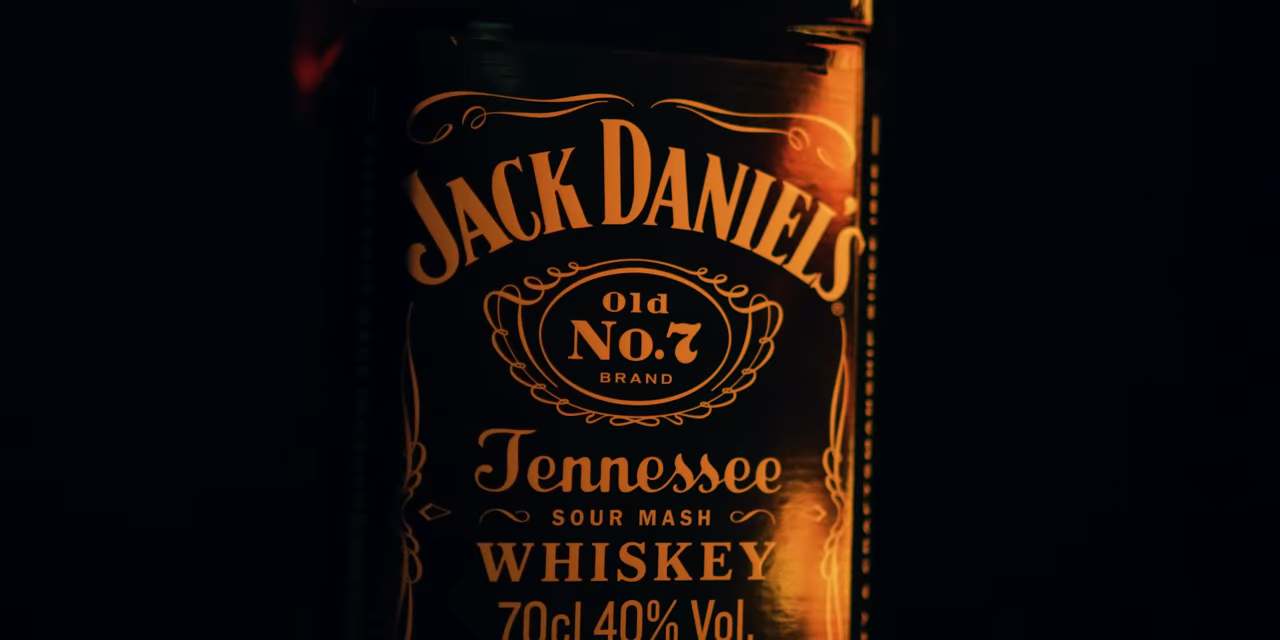 JACK DANIEL'S
Old
No.7
BRAND
Tennessee
SOUR MASH
WHISKEY
70cl 40% Vol.